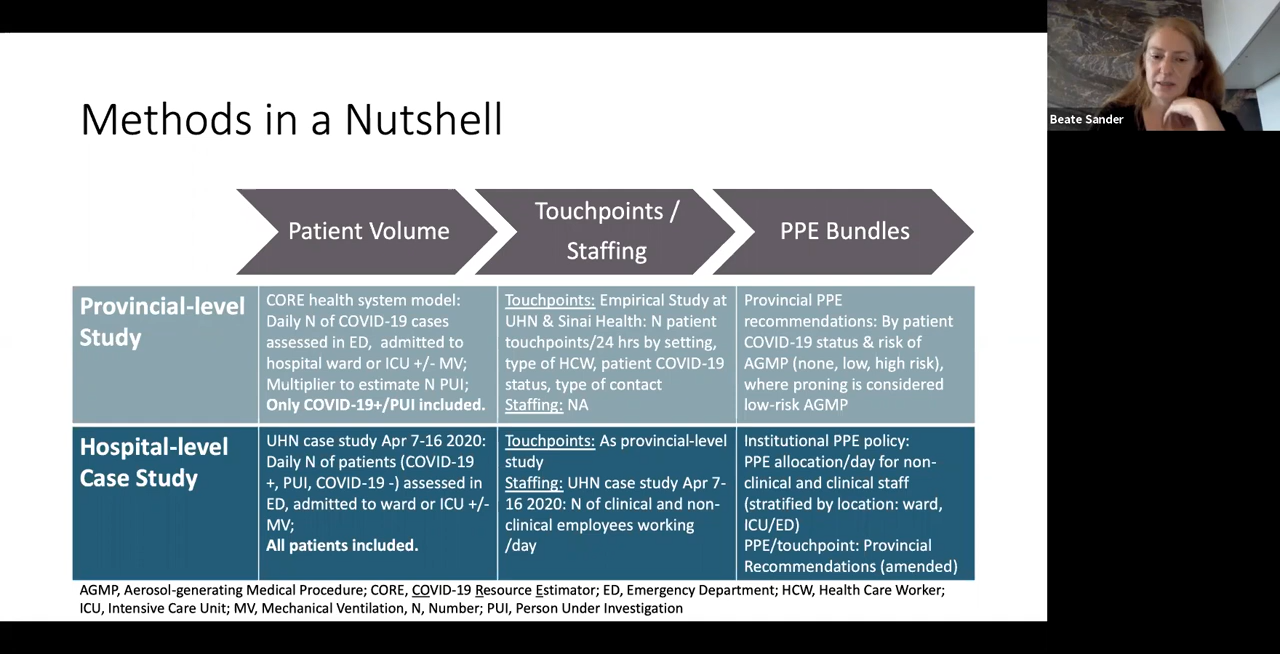 Methods in a Nutshell
Beate Sander
Patient Volume
Touchpoints /
Staffing
PPE Bundles
Provincial-level
Study
CORE health system model:
Daily N of COVID-19 cases
assessed in ED, admitted to
hospital ward or ICU +/- MV;
Multiplier to estimate N PUI;
Only COVID-19+/PUI included.
Touchpoints: Empirical Study at
UHN & Sinai Health: N patient
touchpoints/24 hrs by setting,
type of HCW, patient COVID-19
status, type of contact
Staffing: NA
Provincial PPE
recommendations: By patient
COVID-19 status & risk of
AGMP (none, low, high risk),
where proning is considered
low-risk AGMP
Hospital-level
Case Study
UHN case study Apr 7-16 2020:
Daily N of patients (COVID-19
+, PUI, COVID-19 -) assessed in
ED, admitted to ward or ICU +/-
MV;
All patients included.
Touchpoints: As provincial-level
study
Staffing: UHN case study Apr 7-
16 2020: N of clinical and non-
clinical employees working
/day
Institutional PPE policy:
PPE allocation/day for non-
clinical and clinical staff
(stratified by location: ward,
ICU/ED)
PPE/touchpoint: Provincial
Recommendations (amended)
AGMP, Aerosol-generating Medical Procedure; CORE, COVID-19 Resource Estimator; ED, Emergency Department; HCW, Health Care Worker;
ICU, Intensive Care Unit; MV, Mechanical Ventilation, N, Number; PUI, Person Under Investigation